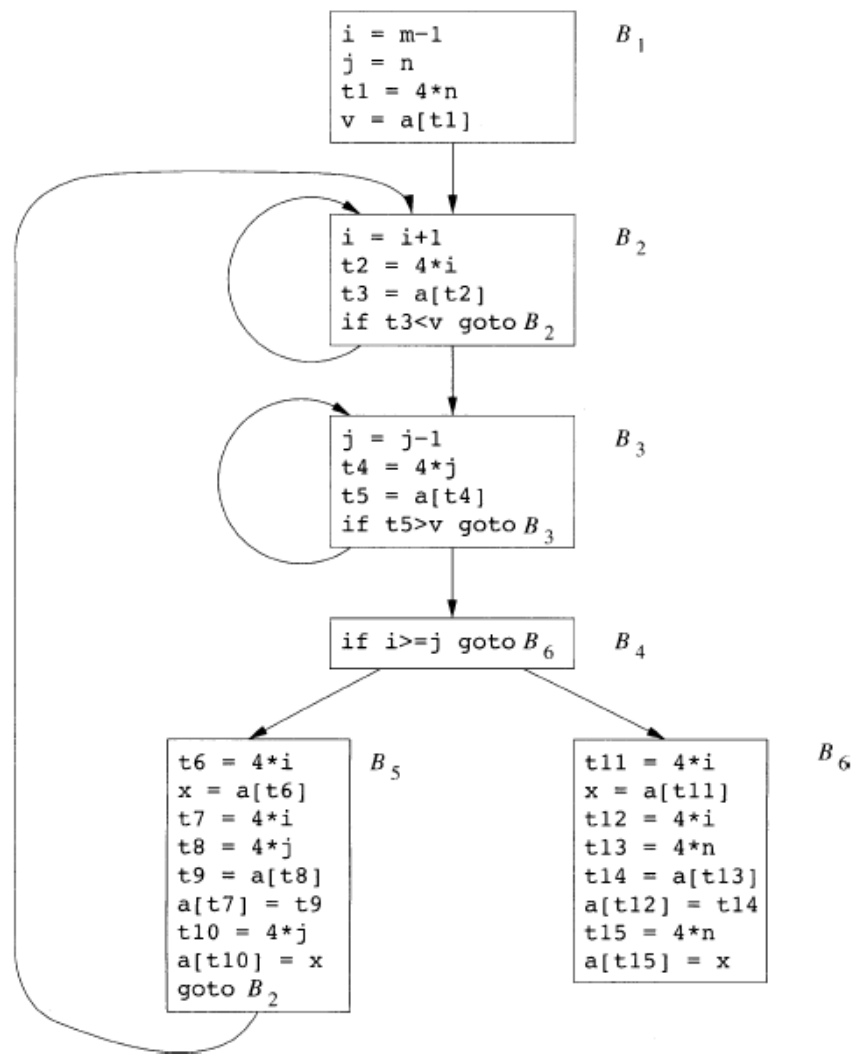 i = m-1
j = n
t1 = 4*n
v = a[t1]
B1
i = i+1
t2 = 4*i
t3 = a[t2]
if t3<v goto B2
B2
j = j-1
t4 = 4*j
t5 = a[t4]
if t5>v goto B3
B3
if i>=j goto B6
B4
t6 = 4*i
x = a[t6]
t7 = 4*i
t8 = 4*j
t9 = a[t8]
a[t7] = t9
t10 = 4*j
a[t10] = x
goto B2
B5
t11 = 4*i
x = a[t11]
t12 = 4*i
t13 = 4*n
t14 = a[t13]
a[t12] = t14
t15 = 4*n
a[t15] = x
B6